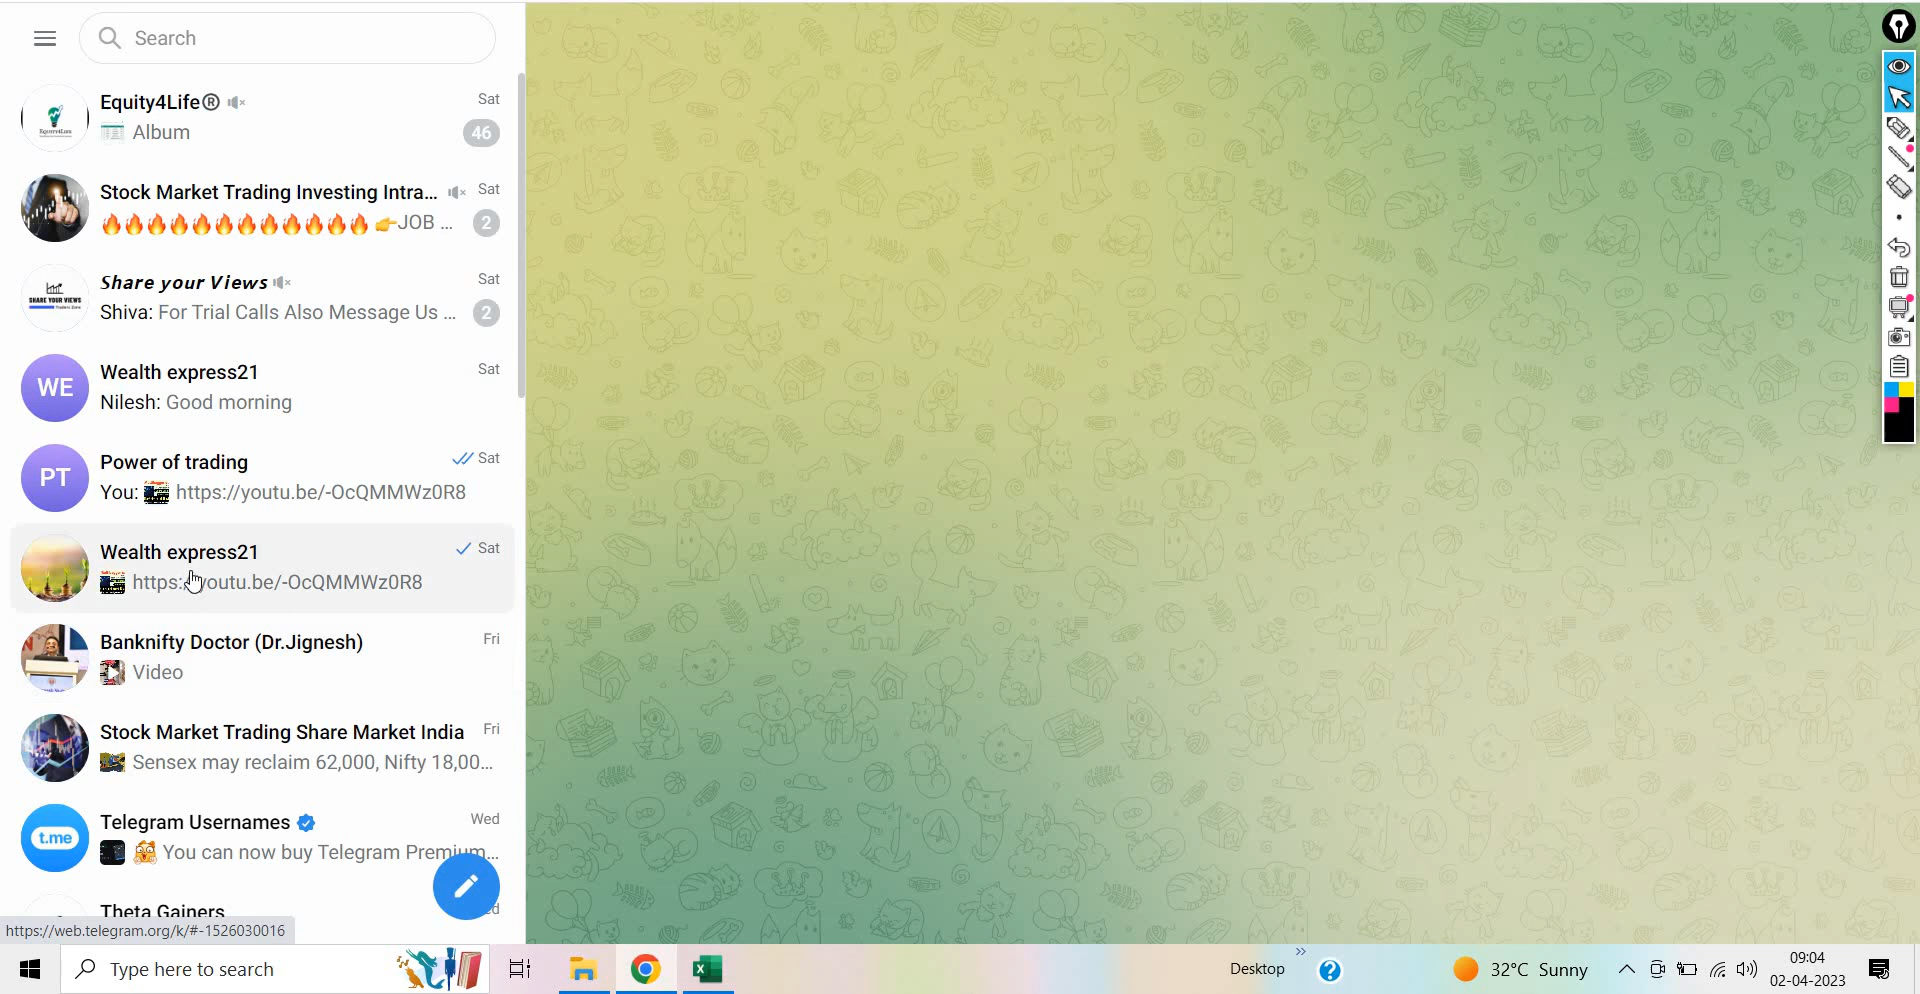 Search
Equity4Life® Sat
Album 46
Stock Market Trading Investing Intra... Sat
🔥🔥🔥🔥🔥🔥🔥🔥🔥🔥🔥🔥 👉JOB ... 2
Share your Views Sat
SHARE YOUR VIEWS
Shiva: For Trial Calls Also Message Us ... 2
Wealth express21 Sat
WE
Nilesh: Good morning
Power of trading Sat
PT
You: https://youtu.be/-OcQMMWz0R8
Wealth express21 Sat
https://youtu.be/-OcQMMWz0R8
Banknifty Doctor (Dr.Jignesh) Fri
Video
Stock Market Trading Share Market India Fri
Sensex may reclaim 62,000, Nifty 18,00...
Telegram Usernames Wed
t.me
You can now buy Telegram Premium...
Theta Gainers
https://web.telegram.org/k/#-1526030016
Type here to search
Desktop
32°C Sunny
09:04
02-04-2023